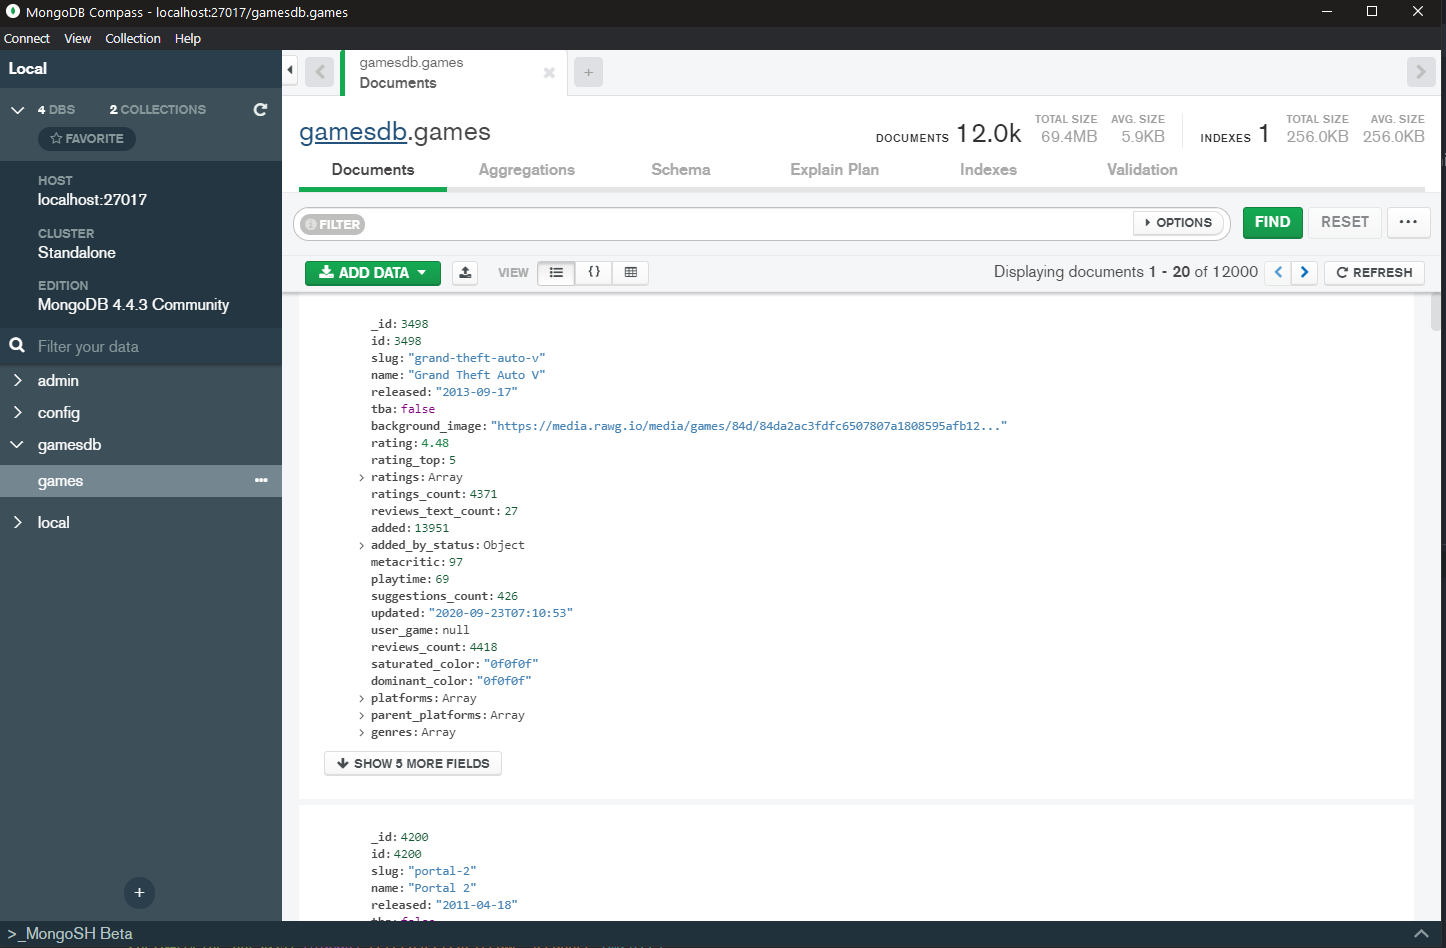 MongoDB Compass - localhost:27017/gamesdb.games
Connect View Collection Help
Local
4 DBS 2 COLLECTIONS
FAVORITE
HOST
localhost:27017
CLUSTER
Standalone
EDITION
MongoDB 4.4.3 Community
Filter your data
admin
config
gamesdb
games
local
>_MongoSH Beta
gamesdb.games
Documents
gamesdb.games
DOCUMENTS 12.0k
TOTAL SIZE
69.4MB
AVG. SIZE
5.9KB
INDEXES 1
TOTAL SIZE
256.0KB
AVG. SIZE
256.0KB
Documents Aggregations Schema Explain Plan Indexes Validation
FILTER
OPTIONS
FIND
RESET
ADD DATA
VIEW
Displaying documents 1 - 20 of 12000
REFRESH
_id: 3498
id: 3498
slug: "grand-theft-auto-v"
name: "Grand Theft Auto V"
released: "2013-09-17"
tba: false
background_image: "https://media.rawg.io/media/games/84d/84da2ac3fdfc6507807a1808595afb12..."
rating: 4.48
rating_top: 5
ratings: Array
ratings_count: 4371
reviews_text_count: 27
added: 13951
added_by_status: Object
metacritic: 97
playtime: 69
suggestions_count: 426
updated: "2020-09-23T07:10:53"
user_game: null
reviews_count: 4418
saturated_color: "0f0f0f"
dominant_color: "0f0f0f"
platforms: Array
parent_platforms: Array
genres: Array
SHOW 5 MORE FIELDS
_id: 4200
id: 4200
slug: "portal-2"
name: "Portal 2"
released: "2011-04-18"
tba: false